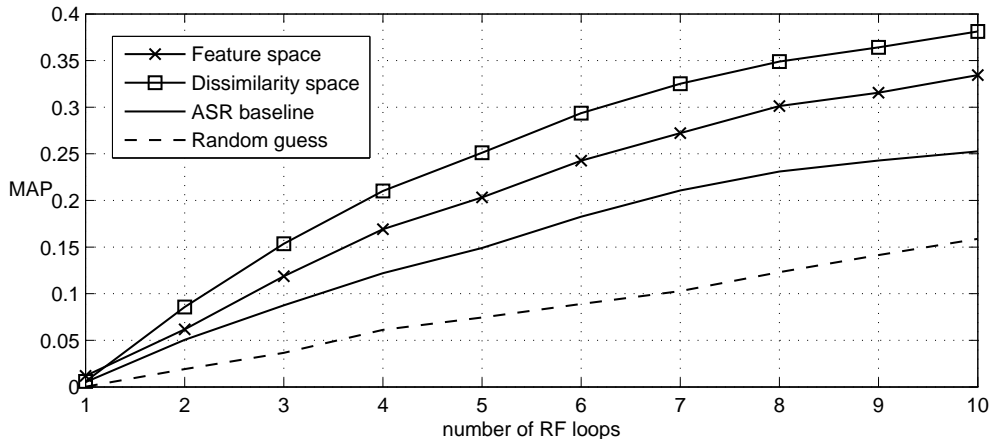 0.4
0.35
0.3
0.25
0.2
0.15
0.1
0.05
0
MAP
Feature space
Dissimilarity space
ASR baseline
Random guess
1 2 3 4 5 6 7 8 9 10
number of RF loops